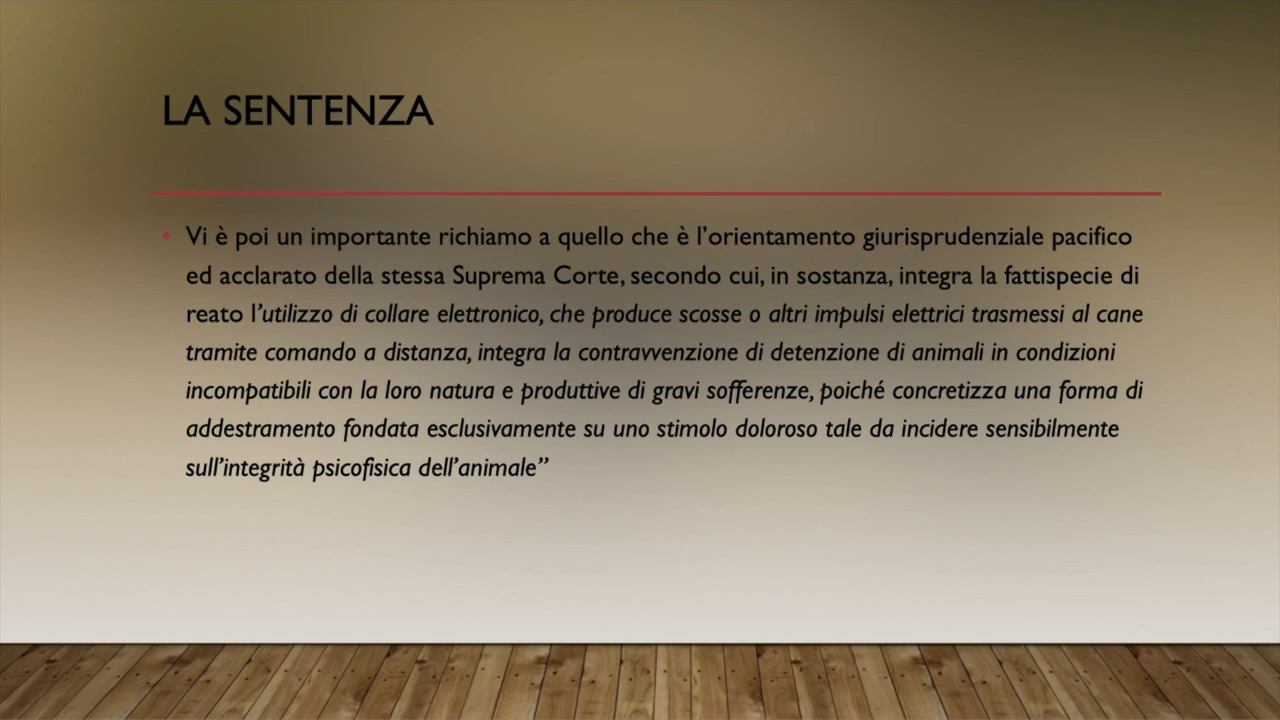 LA SENTENZA
• Vi è poi un importante richiamo a quello che è l’orientamento giurisprudenziale pacifico
ed acclarato della stessa Suprema Corte, secondo cui, in sostanza, integra la fattispecie di
reato l’utilizzo di collare elettronico, che produce scosse o altri impulsi elettrici trasmessi al cane
tramite comando a distanza, integra la contravvenzione di detenzione di animali in condizioni
incompatibili con la loro natura e produttive di gravi sofferenze, poiché concretizza una forma di
addestramento fondata esclusivamente su uno stimolo doloroso tale da incidere sensibilmente
sull’integrità psicofisica dell’animale”